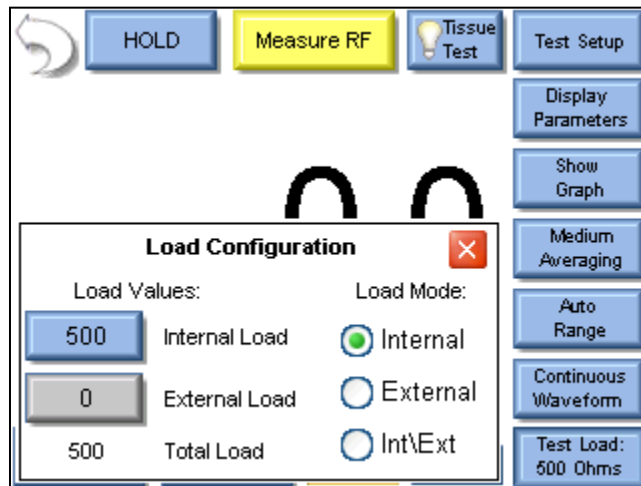 HOLD
Measure RF
Tissue
Test
Test Setup
Display
Parameters
Show
Graph
Medium
Averaging
Auto
Range
Continuous
Waveform
Test Load:
500 Ohms
Load Configuration
Load Values:
Load Mode:
500
Internal Load
Internal
0
External Load
External
500
Total Load
Int\Ext